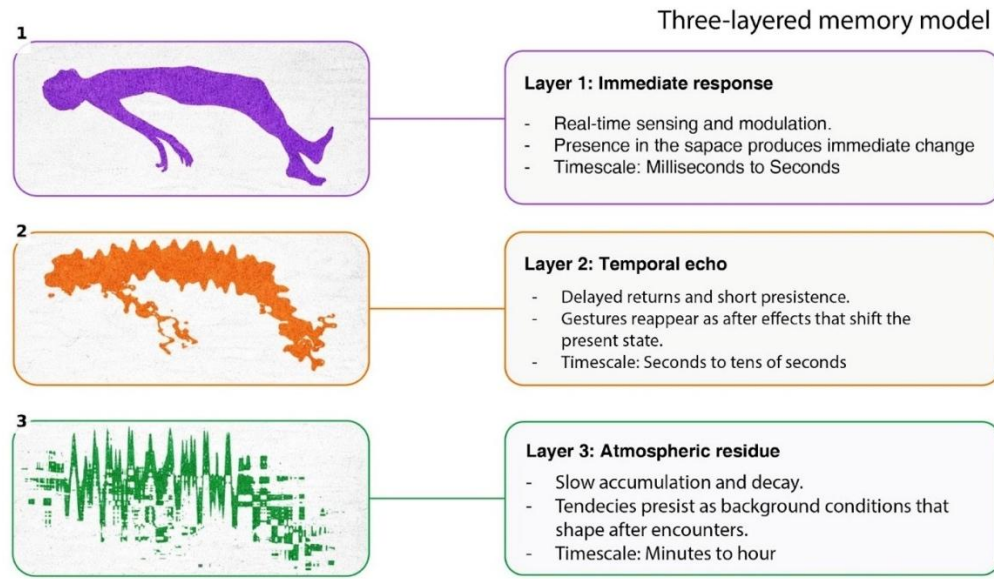 Three-layered memory model
1
Layer 1: Immediate response
- Real-time sensing and modulation.
- Presence in the sapace produces immediate change
- Timescale: Milliseconds to Seconds
2
Layer 2: Temporal echo
- Delayed returns and short presistence.
- Gestures reappear as after effects that shift the
present state.
- Timescale: Seconds to tens of seconds
3
Layer 3: Atmospheric residue
- Slow accumulation and decay.
- Tendecies presist as background conditions that
shape after encounters.
- Timescale: Minutes to hour